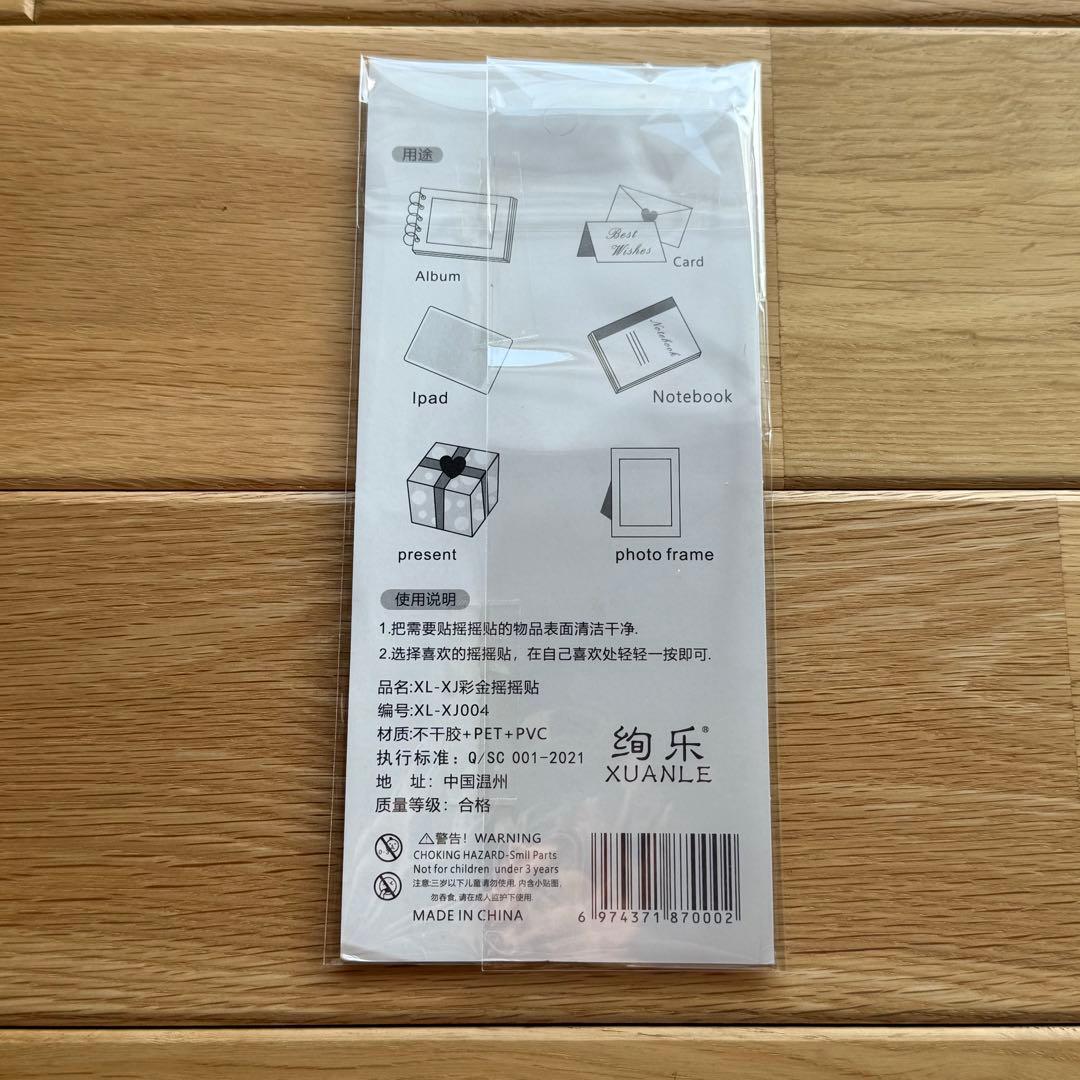 用途
Album
Best
Wishes
Card
Ipad
Notebook
Notebook
present
photo frame
使用说明
1.把需要贴摇摇贴的物品表面清洁干净.
2.选择喜欢的摇摇贴，在自己喜欢处轻轻一按即可.
品名:XL-XJ彩金摇摇贴
编号:XL-XJ004
材质:不干胶+PET+PVC
执行标准：Q/SC 001-2021
地 址：中国温州
质量等级：合格
绚乐®
XUANLE
⚠警告！WARNING
0-3
CHOKING HAZARD-Smll Parts
Not for children under 3 years
注意:三岁以下儿童请勿使用, 内含小贴图,
勿吞食, 请在成人监护下使用.
MADE IN CHINA
6 974371 870002